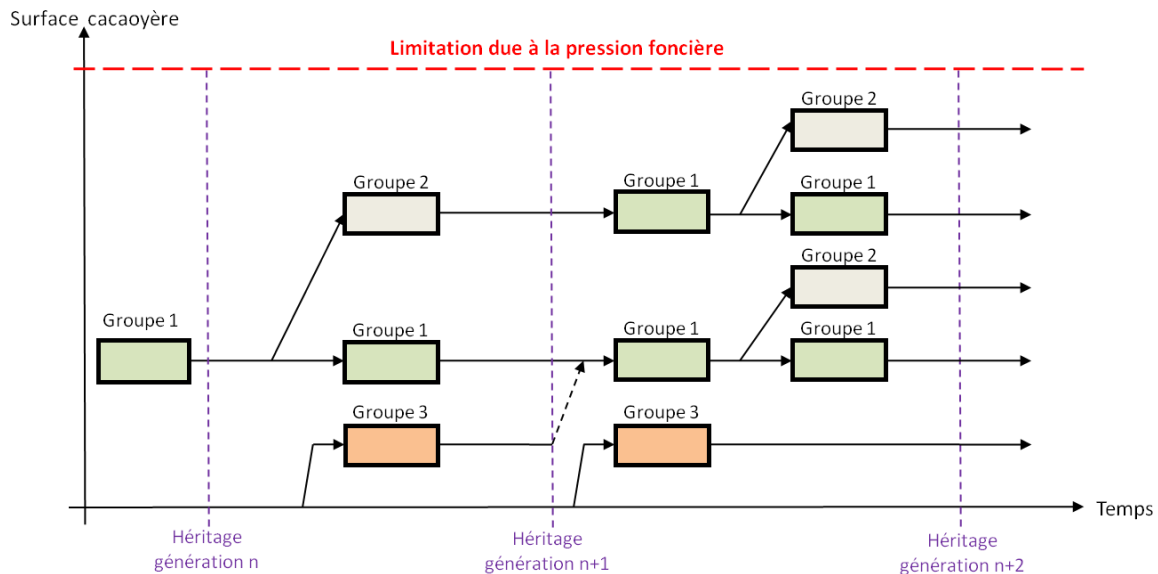 Surface cacaoyère
Limitation due à la pression foncière
Groupe 2
Groupe 2
Groupe 1
Groupe 1
Groupe 2
Groupe 1
Groupe 1
Groupe 1
Groupe 1
Groupe 3
Groupe 3
Temps
Héritage
génération n
Héritage
génération n+1
Héritage
génération n+2